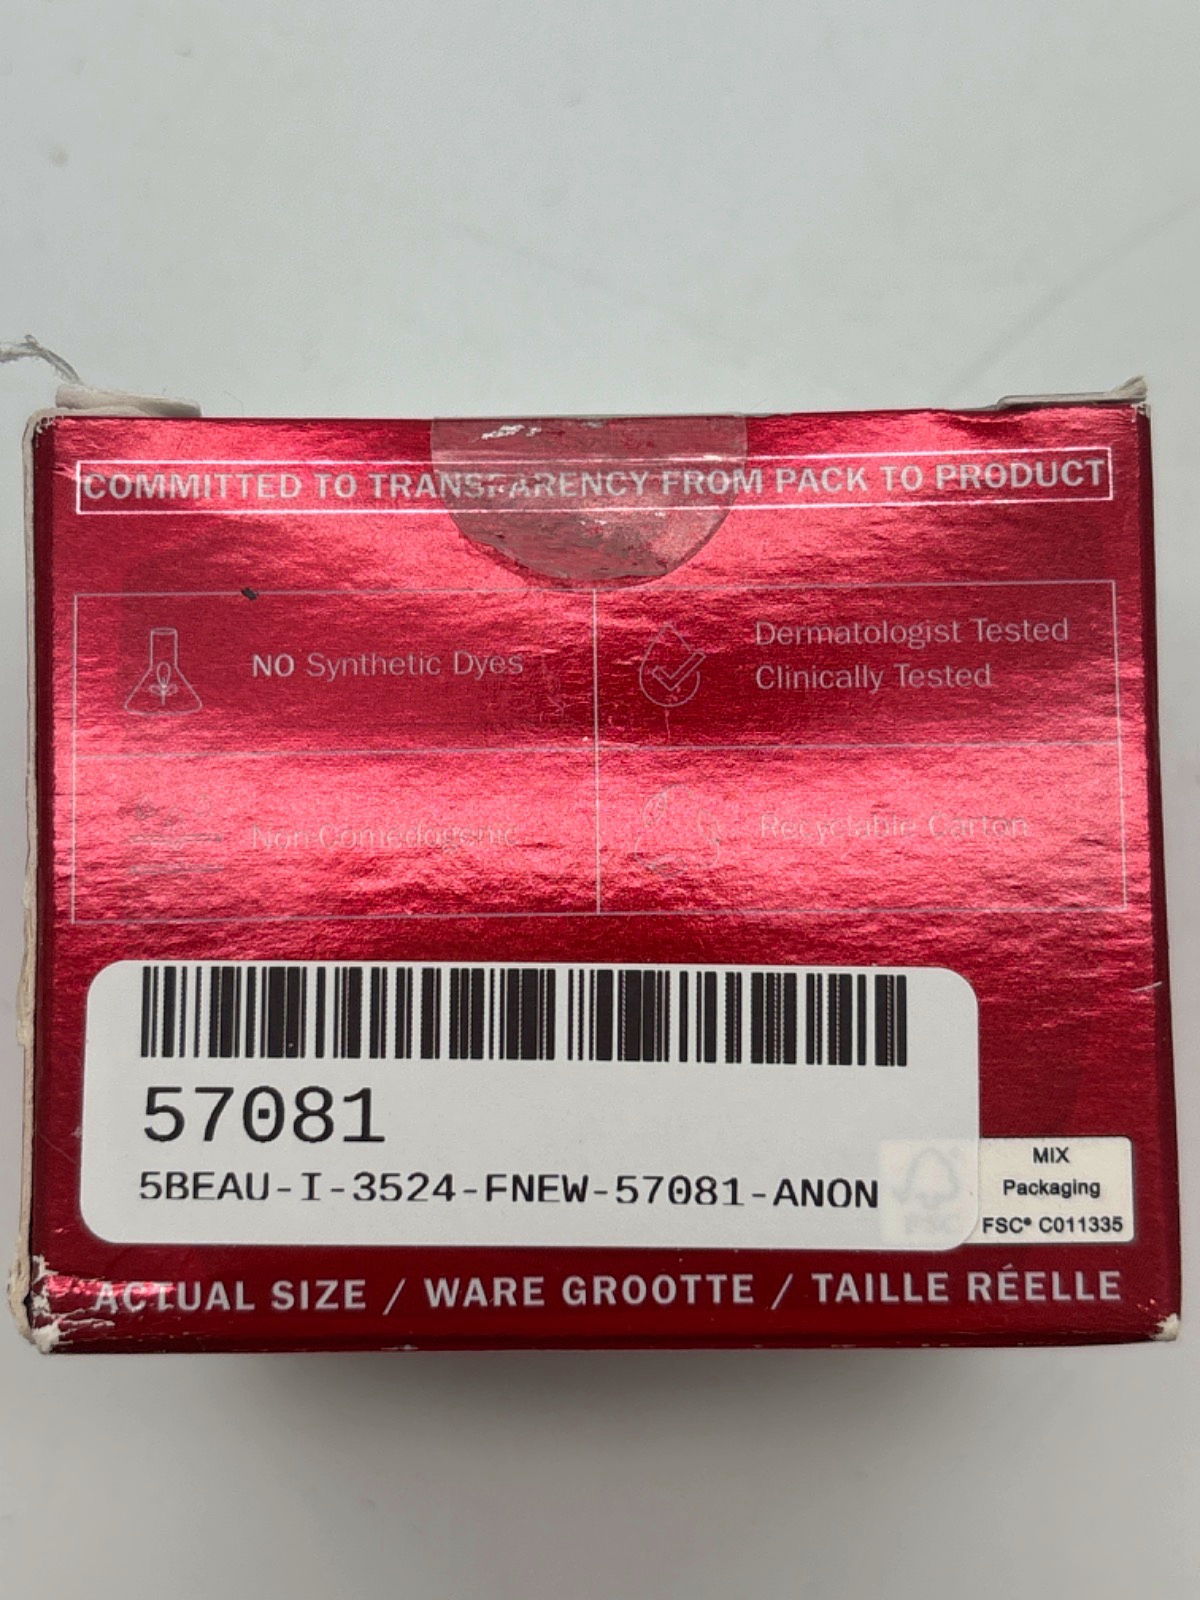 COMMITTED TO TRANSPARENCY FROM PACK TO PRODUCT
NO Synthetic Dyes
Dermatologist Tested
Clinically Tested
Non-Comedogenic
Recyclable Carton
57081
5BEAU-I-3524-FNEW-57081-ANON
FSC
MIX
Packaging
FSC® C011335
ACTUAL SIZE / WARE GROOTTE / TAILLE RÉELLE